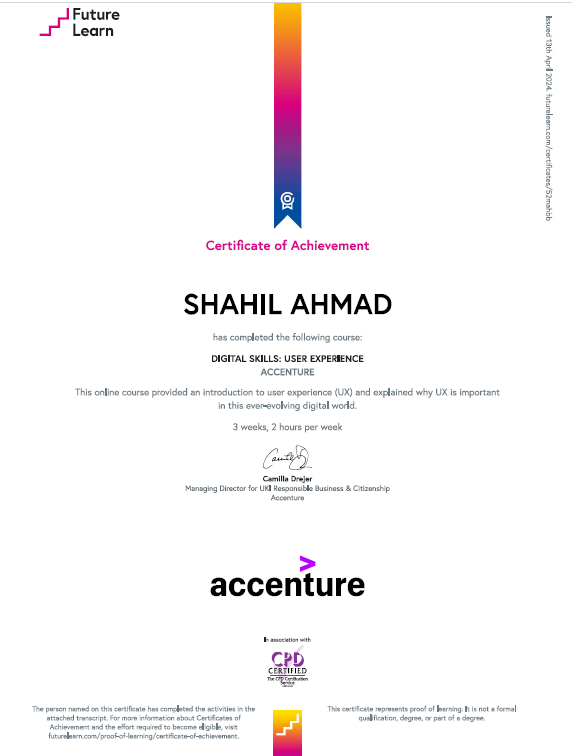 Future
Learn
Issued 13th April 2024. futurelearn.com/certificates/52mahbb
Certificate of Achievement
SHAHIL AHMAD
has completed the following course:
DIGITAL SKILLS: USER EXPERIENCE
ACCENTURE
This online course provided an introduction to user experience (UX) and explained why UX is important
in this ever-evolving digital world.
3 weeks, 2 hours per week
Camilla Drejer
Managing Director for UKI Responsible Business & Citizenship
Accenture
>
accenture
In association with
CPD
CERTIFIED
The CPD Certification
Service
The person named on this certificate has completed the activities in the
attached transcript. For more information about Certificates of
Achievement and the effort required to become eligible, visit
futurelearn.com/proof-of-learning/certificate-of-achievement.
This certificate represents proof of learning. It is not a formal
qualification, degree, or part of a degree.